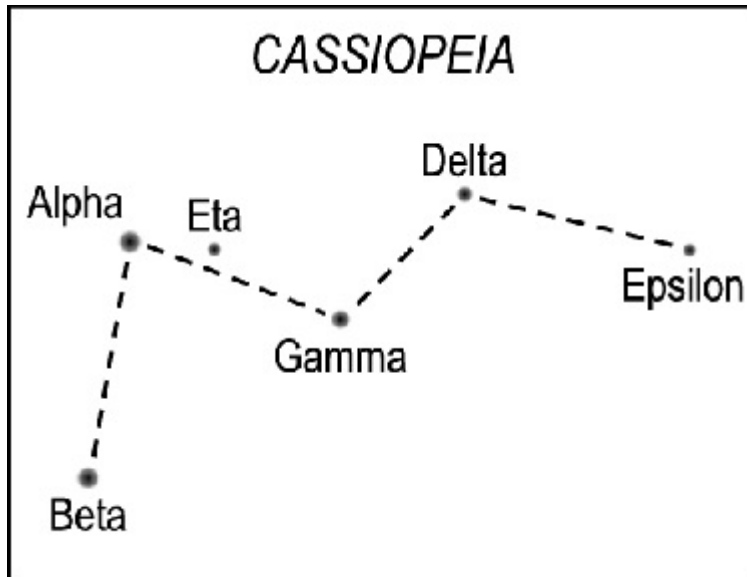 CASSIOPEIA
Delta
Alpha
Eta
Epsilon
Gamma
Beta